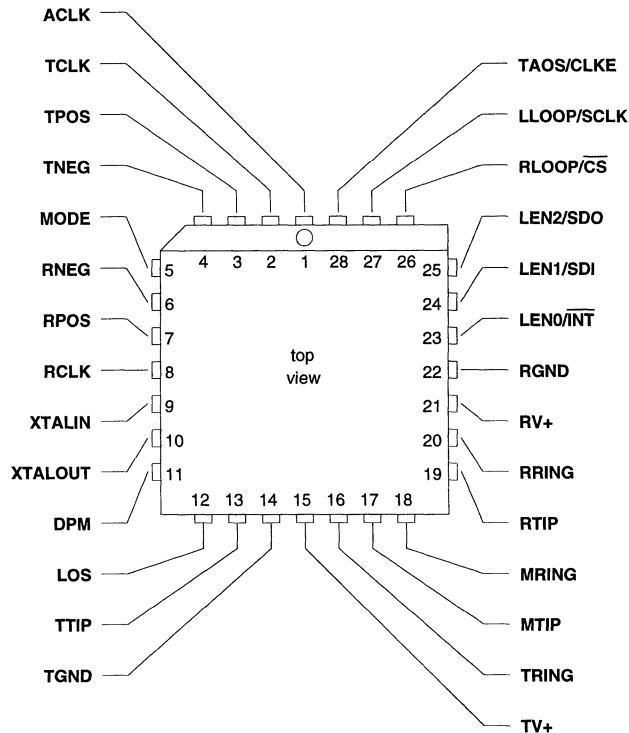 ACLK
TCLK
TPOS
TNEG
MODE
RNEG
RPOS
RCLK
XTALIN
XTALOUT
DPM
LOS
TTIP
TGND
TAOS/CLKE
LLOOP/SCLK
RLOOP/C̅S̅
LEN2/SDO
LEN1/SDI
LEN0/I̅N̅T̅
RGND
RV+
RRING
RTIP
MRING
MTIP
TRING
TV+
4 3 2 1 28 27 26
5
6
7
8
9
10
11
25
24
23
22
21
20
19
top
view
12 13 14 15 16 17 18